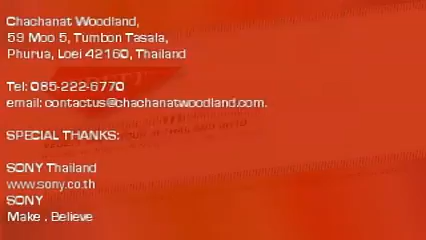 Chachanat Woodland,
59 Moo 5, Tumbon Tasala,
Phurua, Loei 42160, Thailand
Tel: 085-222-6770
email: contactus@chachanatwoodland.com.
SPECIAL THANKS:
SONY Thailand
www.sony.co.th
SONY
Make . Believe